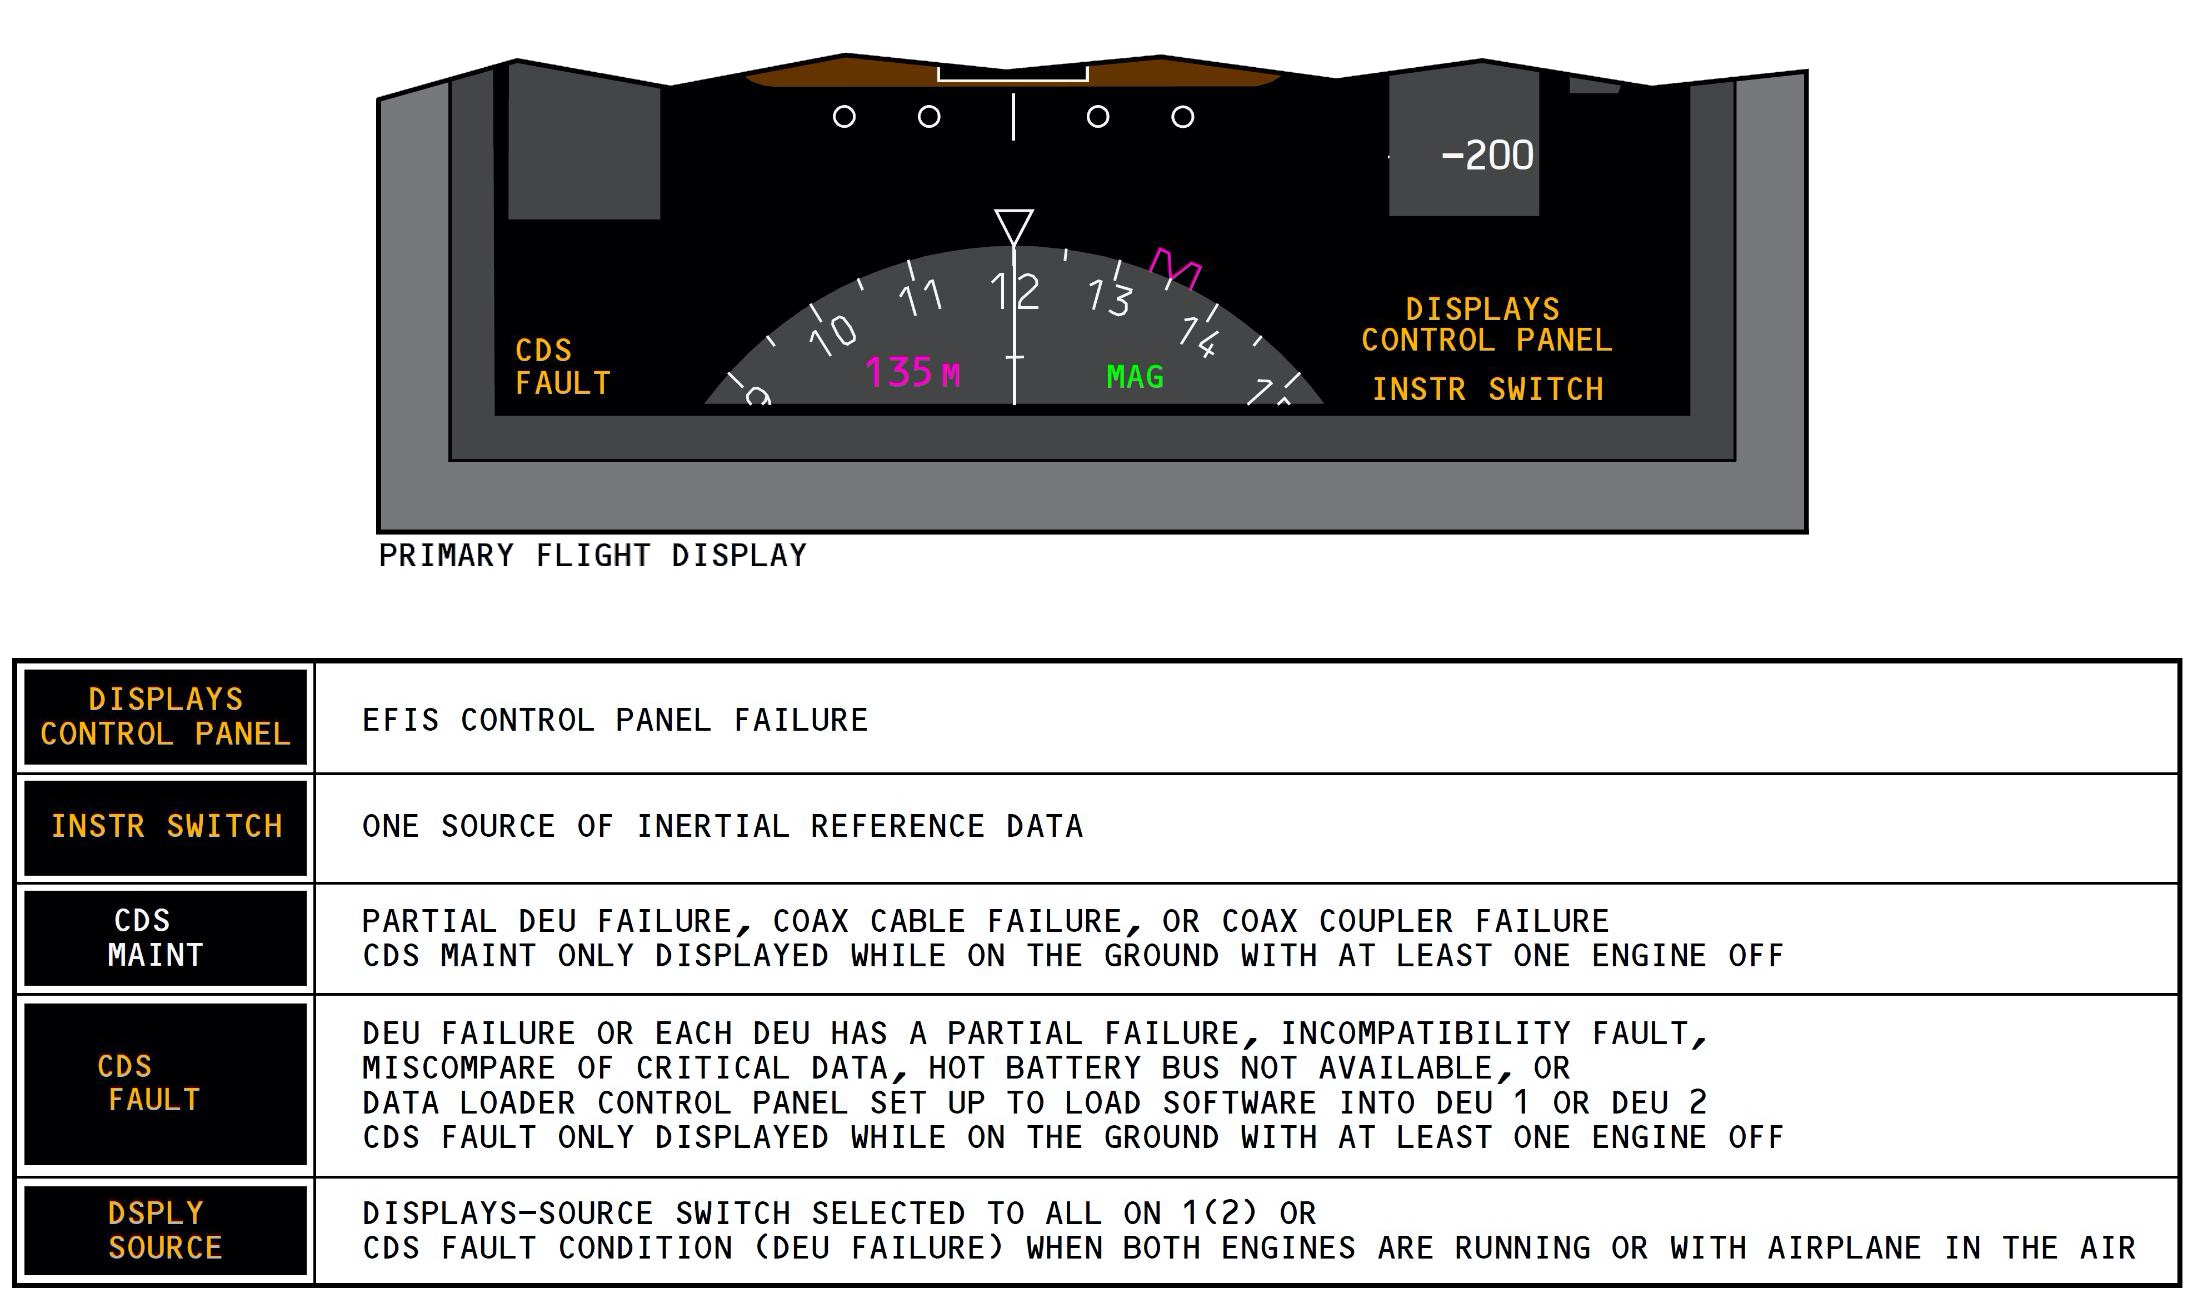 -200
9
10
11
12
13
14
15
135 M
MAG
CDS
FAULT
DISPLAYS
CONTROL PANEL
INSTR SWITCH
PRIMARY FLIGHT DISPLAY
DISPLAYS
CONTROL PANEL
EFIS CONTROL PANEL FAILURE
INSTR SWITCH
ONE SOURCE OF INERTIAL REFERENCE DATA
CDS
MAINT
PARTIAL DEU FAILURE, COAX CABLE FAILURE, OR COAX COUPLER FAILURE
CDS MAINT ONLY DISPLAYED WHILE ON THE GROUND WITH AT LEAST ONE ENGINE OFF
CDS
FAULT
DEU FAILURE OR EACH DEU HAS A PARTIAL FAILURE, INCOMPATIBILITY FAULT,
MISCOMPARE OF CRITICAL DATA, HOT BATTERY BUS NOT AVAILABLE, OR
DATA LOADER CONTROL PANEL SET UP TO LOAD SOFTWARE INTO DEU 1 OR DEU 2
CDS FAULT ONLY DISPLAYED WHILE ON THE GROUND WITH AT LEAST ONE ENGINE OFF
DSPLY
SOURCE
DISPLAYS-SOURCE SWITCH SELECTED TO ALL ON 1(2) OR
CDS FAULT CONDITION (DEU FAILURE) WHEN BOTH ENGINES ARE RUNNING OR WITH AIRPLANE IN THE AIR